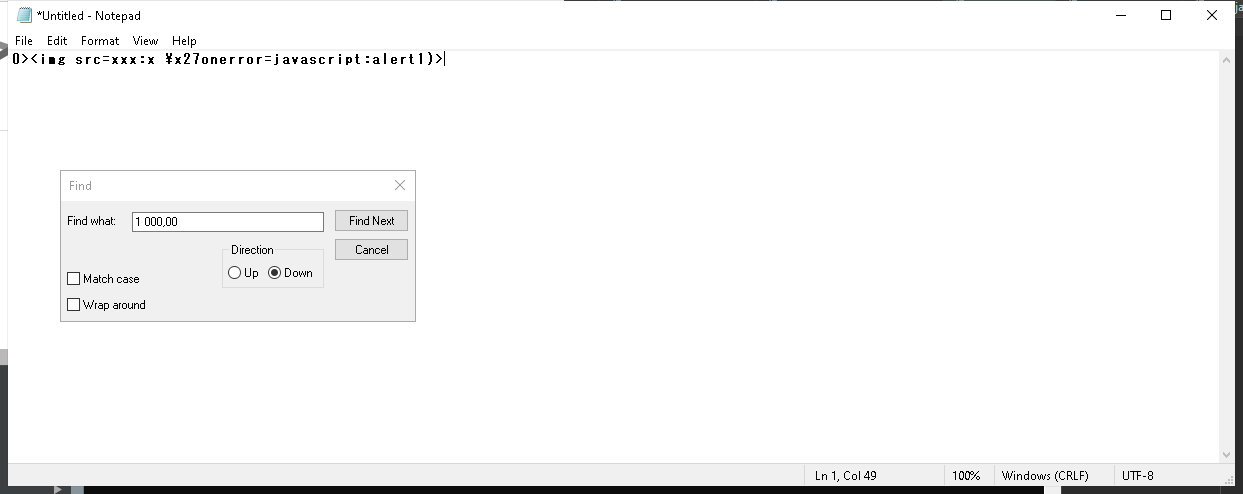 *Untitled - Notepad
File Edit Format View Help
0><img src=xxx:x ¥x27onerror=javascript:alert1)>
Find
Find what: 1 000,00 Find Next
Direction Cancel
Up Down
Match case
Wrap around
Ln 1, Col 49 100% Windows (CRLF) UTF-8